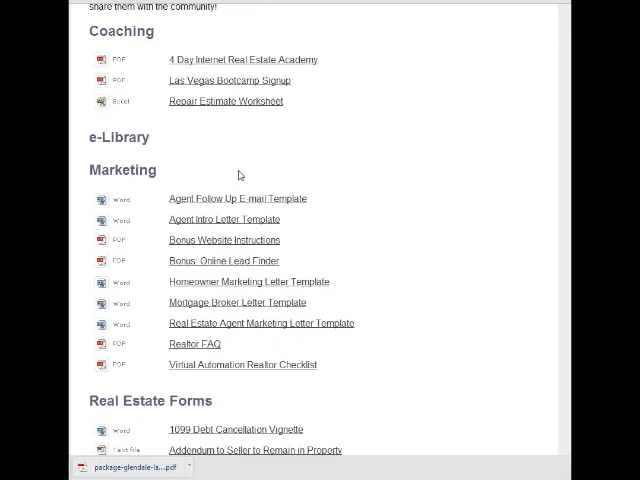 share them with the community!
Coaching
PDF 4 Day Internet Real Estate Academy
PDF Las Vegas Bootcamp Signup
Excel Repair Estimate Worksheet
e-Library
Marketing
Word Agent Follow Up E-mail Template
Word Agent Intro Letter Template
PDF Bonus Website Instructions
PDF Bonus: Online Lead Finder
Word Homeowner Marketing Letter Template
Word Mortgage Broker Letter Template
Word Real Estate Agent Marketing Letter Template
PDF Realtor FAQ
PDF Virtual Automation Realtor Checklist
Real Estate Forms
Word 1099 Debt Cancellation Vignette
Text file Addendum to Seller to Remain in Property
package-glendale-la....pdf